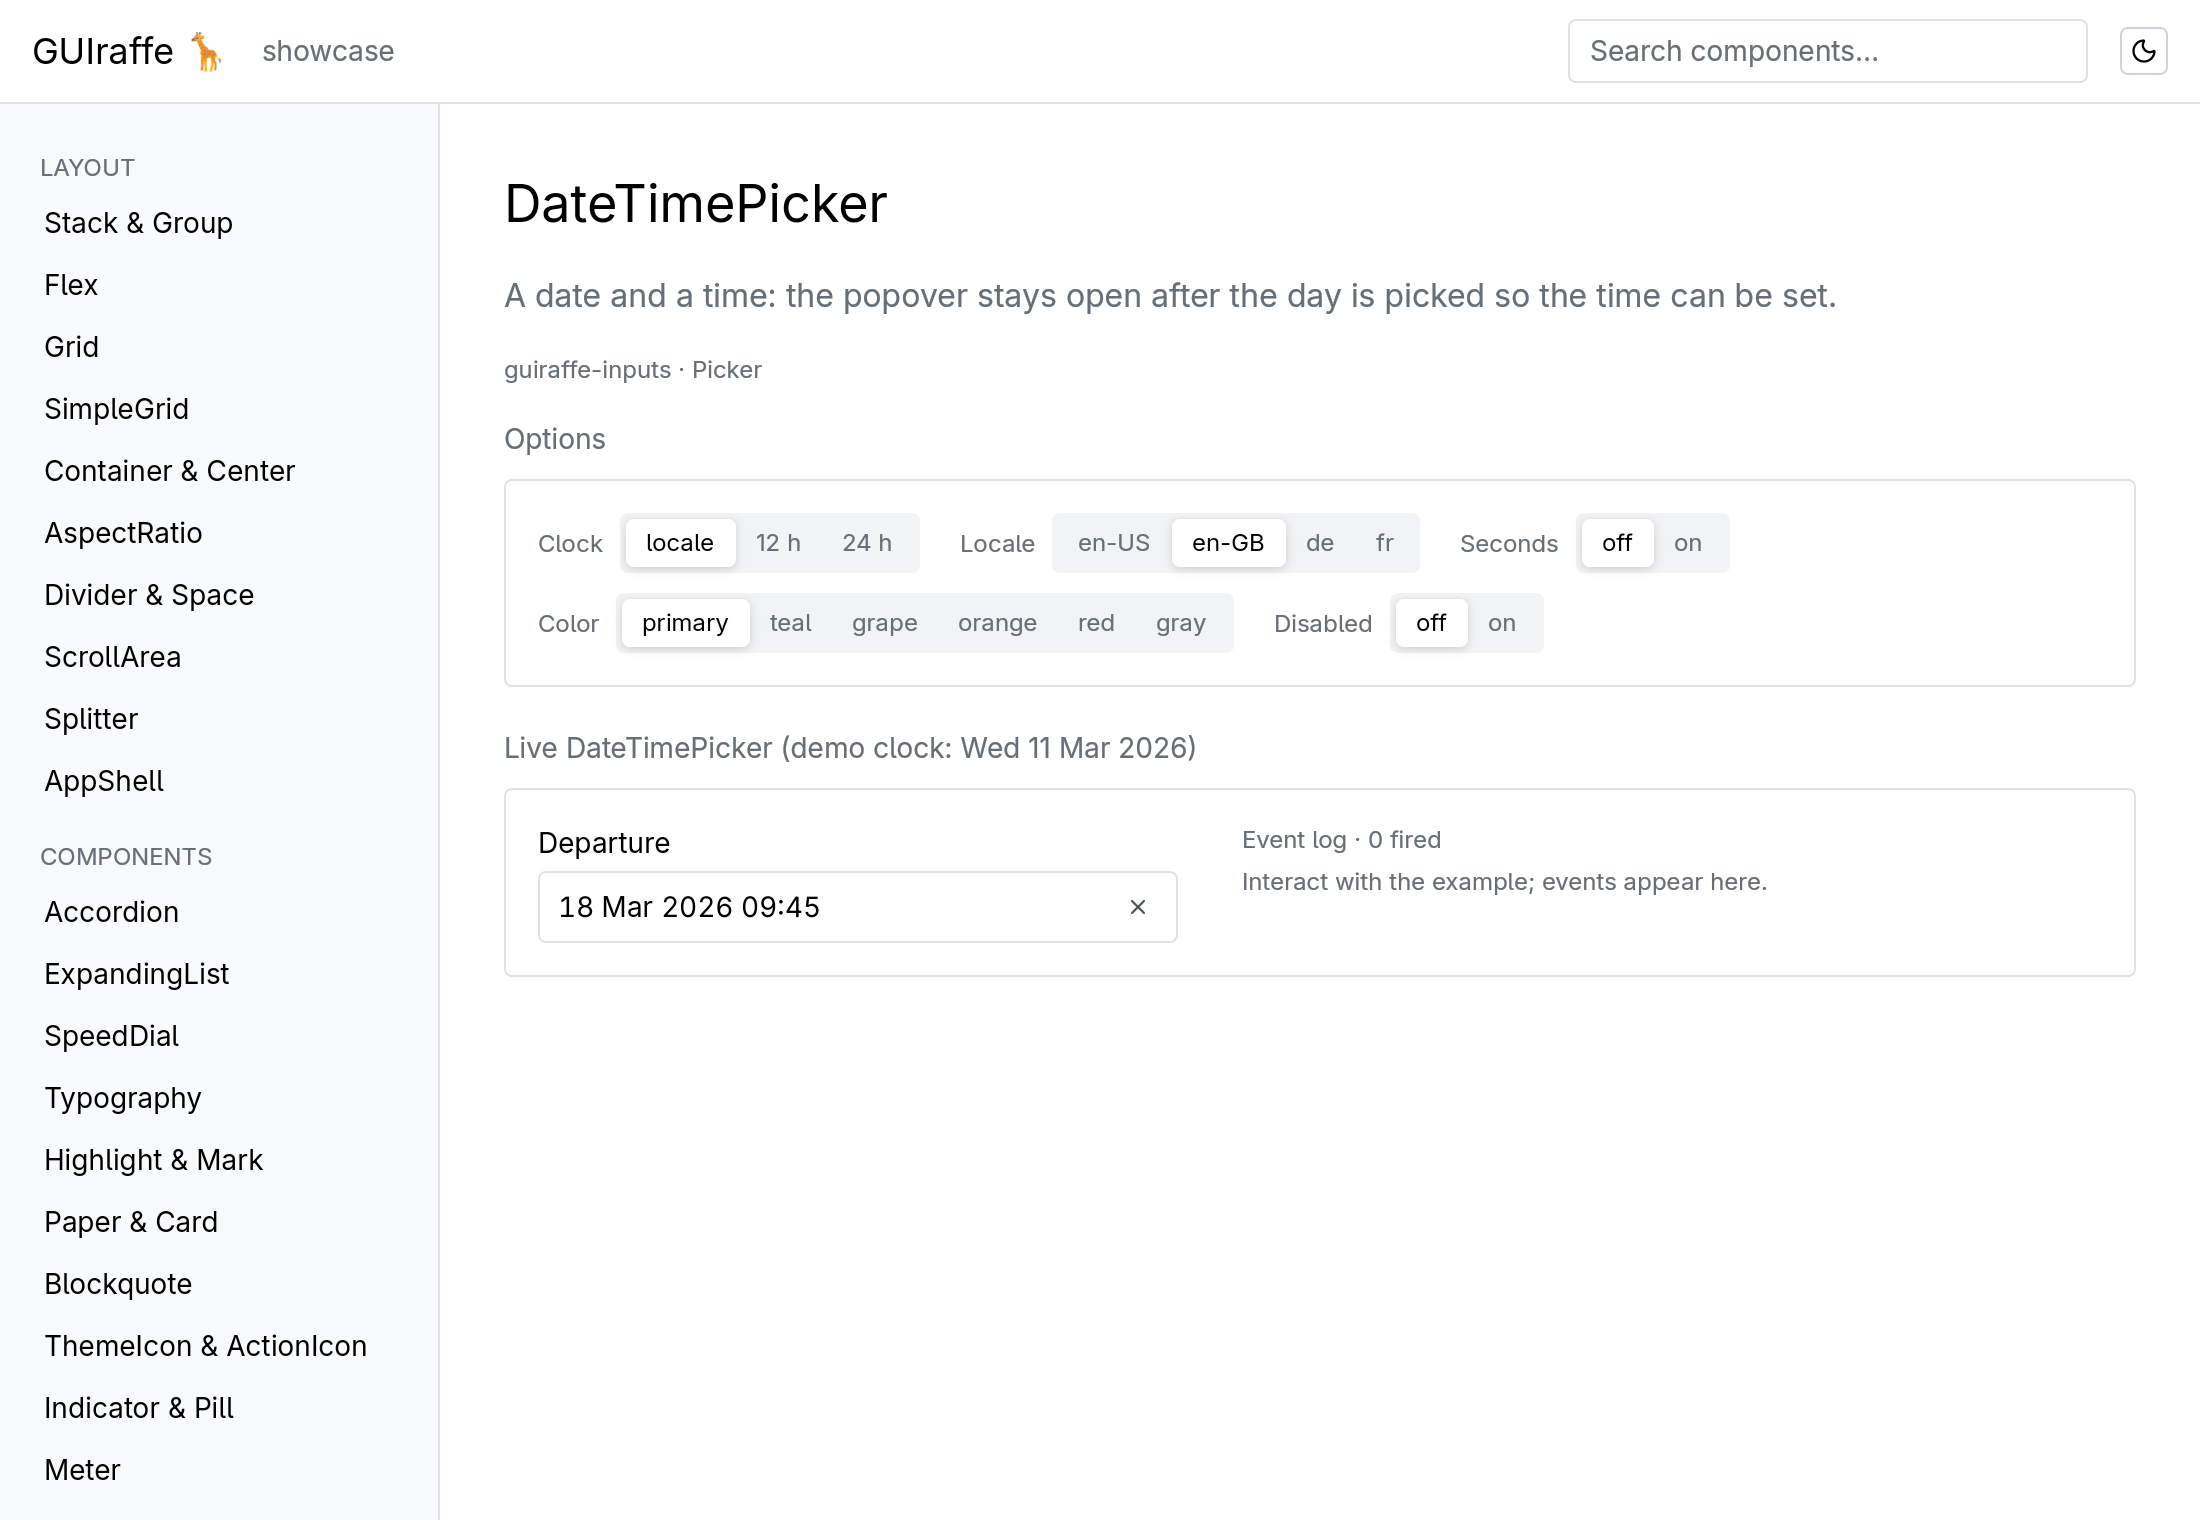 GUIraffe 🦒 showcase Search components...
LAYOUT
Stack & Group
Flex
Grid
SimpleGrid
Container & Center
AspectRatio
Divider & Space
ScrollArea
Splitter
AppShell
COMPONENTS
Accordion
ExpandingList
SpeedDial
Typography
Highlight & Mark
Paper & Card
Blockquote
ThemeIcon & ActionIcon
Indicator & Pill
Meter
DateTimePicker
A date and a time: the popover stays open after the day is picked so the time can be set.
guiraffe-inputs · Picker
Options
Clock locale 12 h 24 h Locale en-US en-GB de fr Seconds off on
Color primary teal grape orange red gray Disabled off on
Live DateTimePicker (demo clock: Wed 11 Mar 2026)
Departure
18 Mar 2026 09:45
Event log · 0 fired
Interact with the example; events appear here.